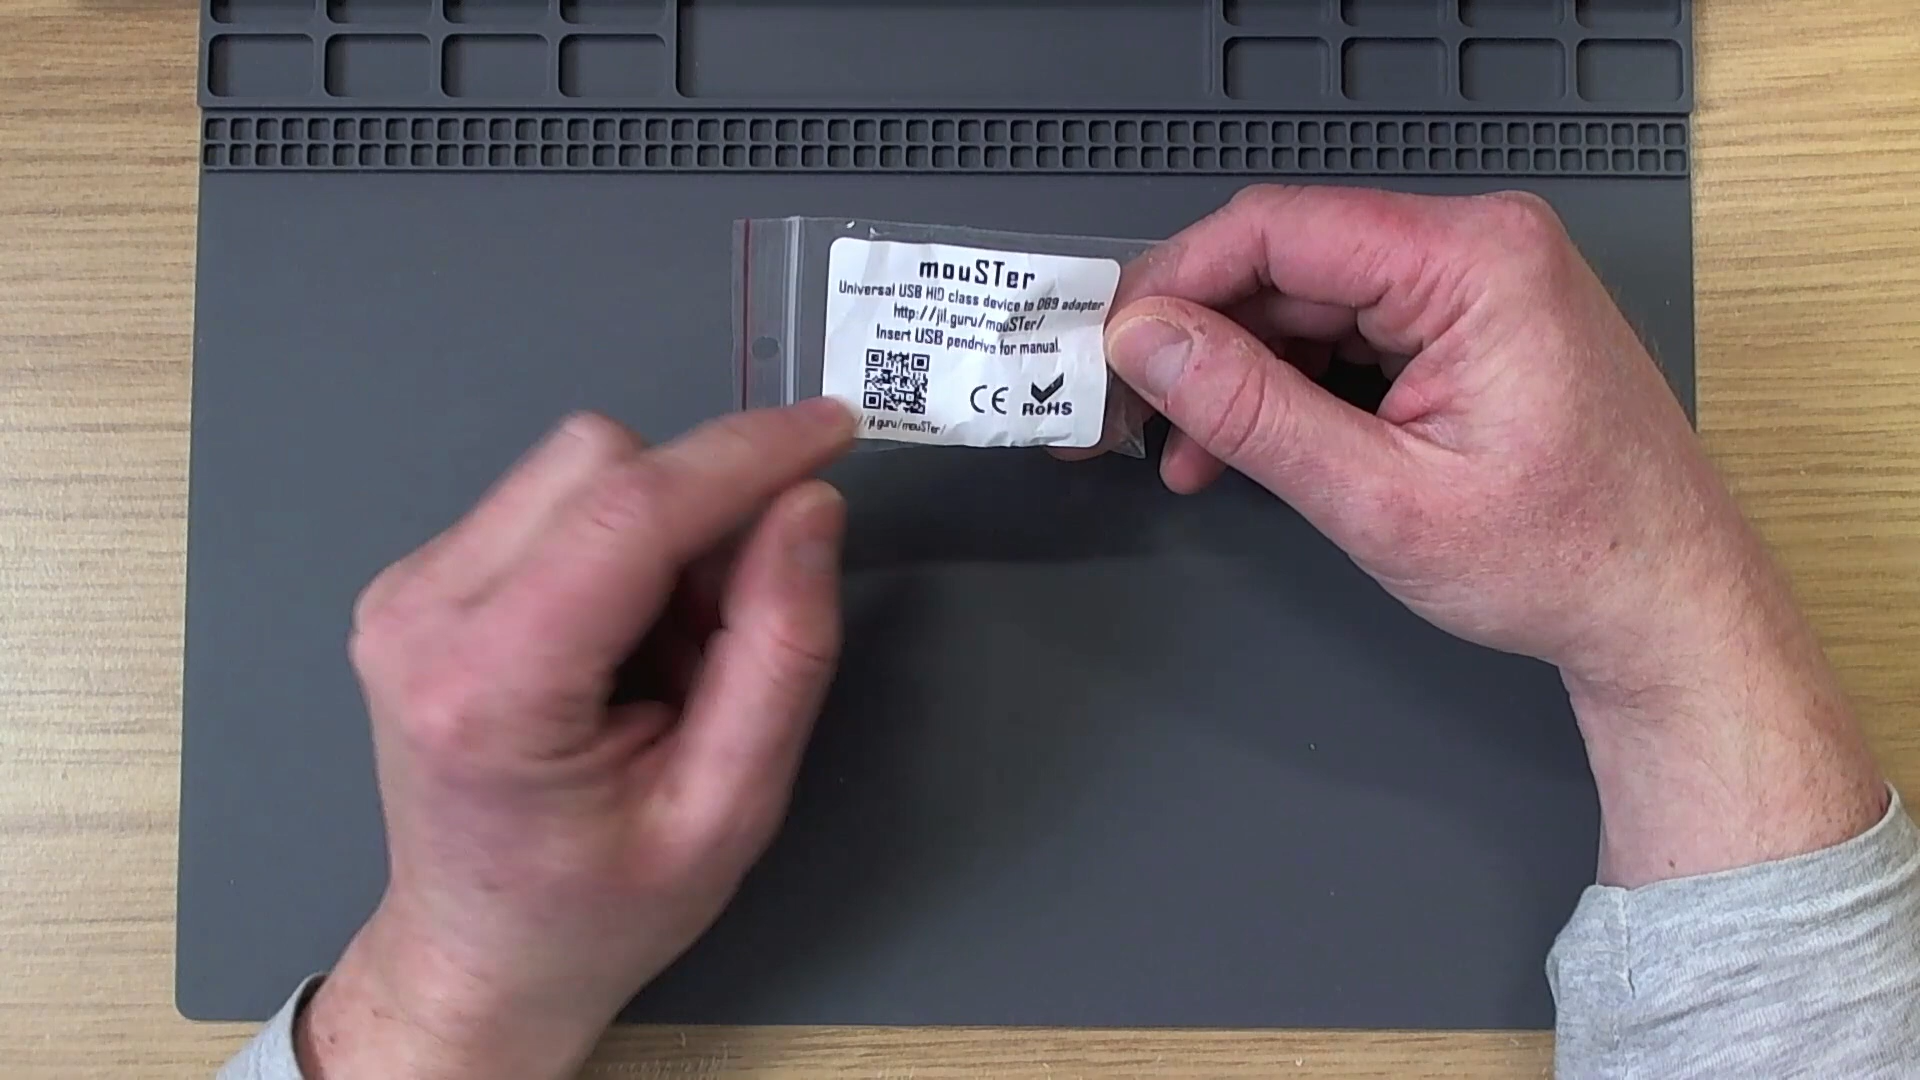 mouSTer
Universal USB HID class device to DB9 adapter
http://jil.guru/mouSTer/
Insert USB pendrive for manual.
CE RoHS
//jil.guru/mouSTer/